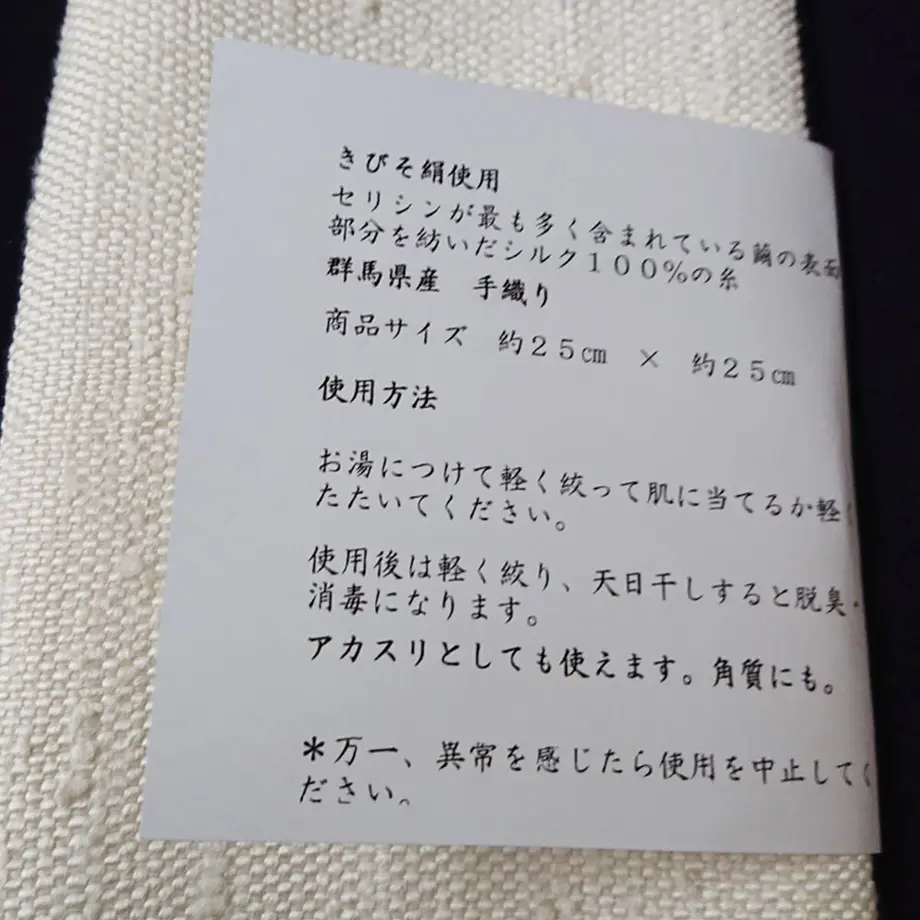 きびそ絹使用
セリシンが最も多く含まれている繭の表面
部分を紡いだシルク１００％の糸
群馬県産　手織り
商品サイズ　約２５㎝　×　約２５㎝
使用方法
お湯につけて軽く絞って肌に当てるか軽く
たたいてください。
使用後は軽く絞り、天日干しすると脱臭・
消毒になります。
アカスリとしても使えます。角質にも。
＊万一、異常を感じたら使用を中止してく
ださい。